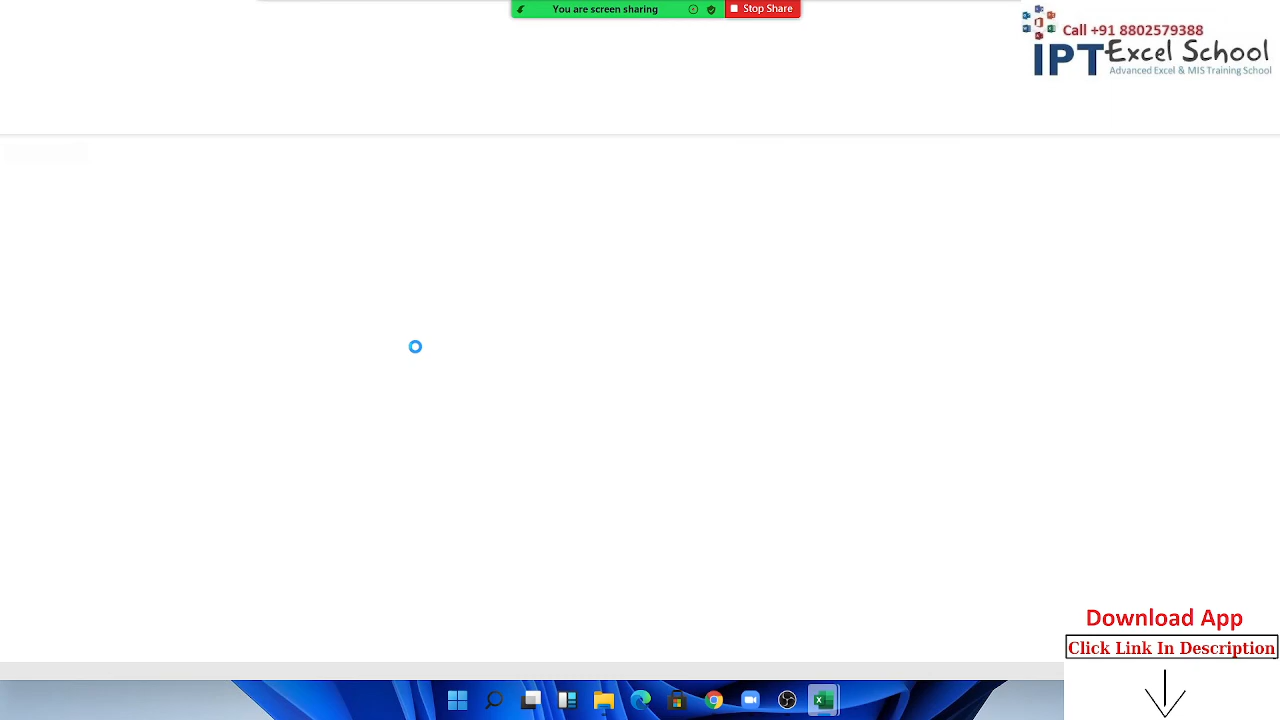 You are screen sharing
Stop Share
Call +91 8802579388
IPT Excel School
Advanced Excel & MIS Training School
Download App
Click Link In Description